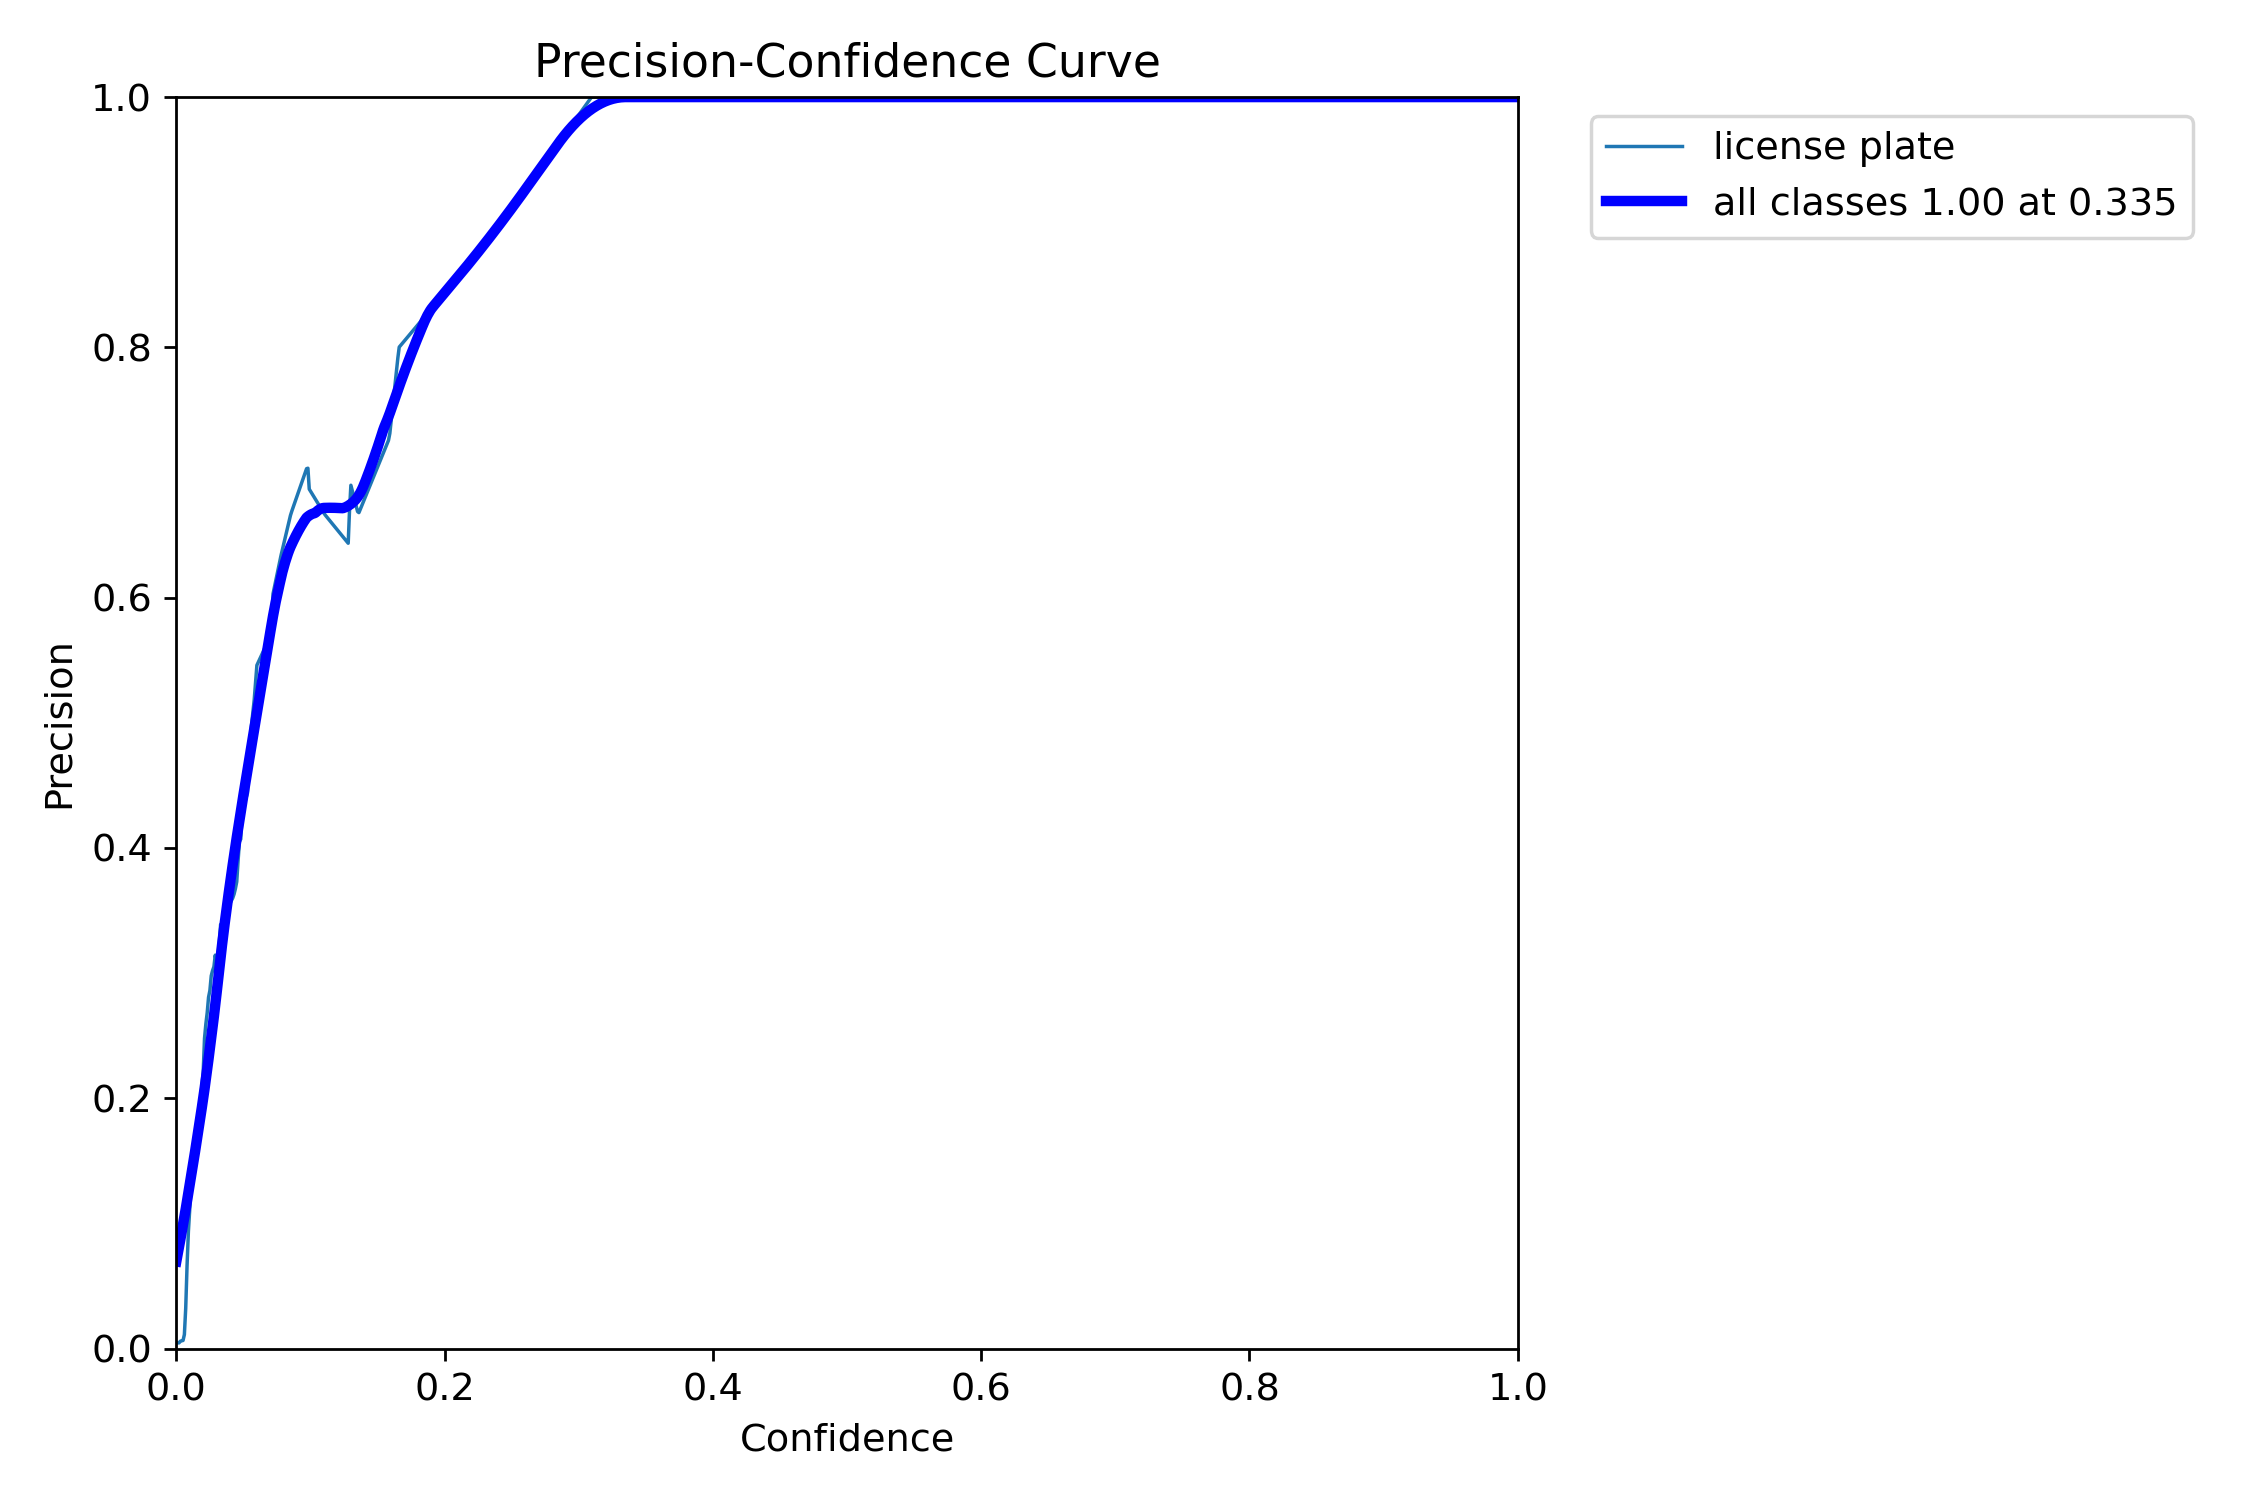 Precision-Confidence Curve
1.0
0.8
0.6
0.4
0.2
0.0
Precision
0.0 0.2 0.4 0.6 0.8 1.0
Confidence
license plate
all classes 1.00 at 0.335